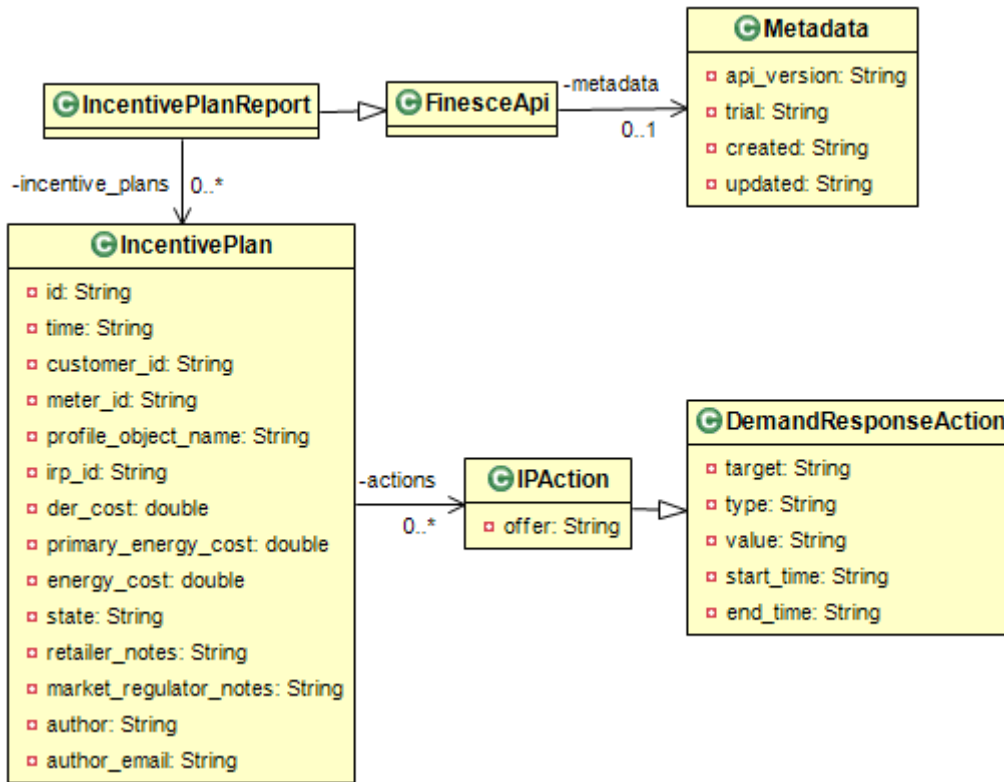 C Metadata
api_version: String
trial: String
created: String
updated: String
C IncentivePlanReport
C FinesceApi
-metadata
0..1
-incentive_plans
0..*
C IncentivePlan
id: String
time: String
customer_id: String
meter_id: String
profile_object_name: String
irp_id: String
der_cost: double
primary_energy_cost: double
energy_cost: double
state: String
retailer_notes: String
market_regulator_notes: String
author: String
author_email: String
-actions
0..*
C IPAction
offer: String
C DemandResponseAction
target: String
type: String
value: String
start_time: String
end_time: String